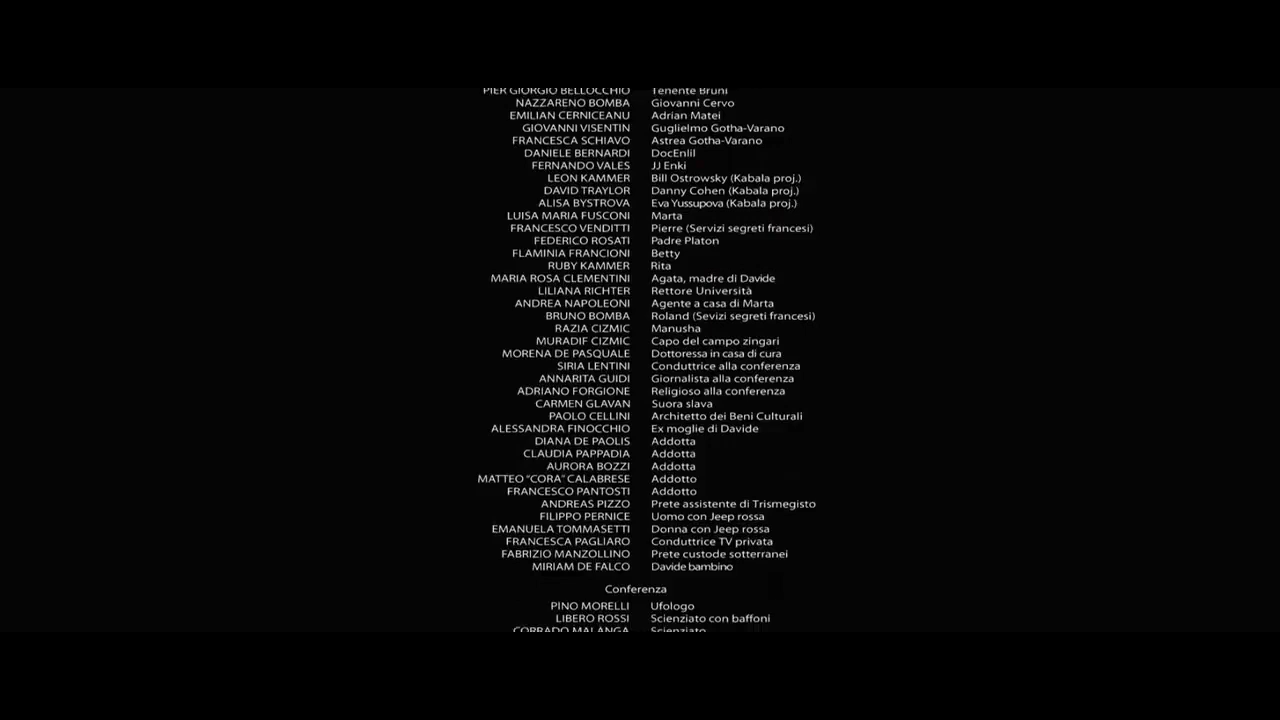 PIER GIORGIO BELLOCCHIO Tenente Bruni
NAZZARENO BOMBA Giovanni Cervo
EMILIAN CERNICEANU Adrian Matei
GIOVANNI VISENTIN Guglielmo Gotha-Varano
FRANCESCA SCHIAVO Astrea Gotha-Varano
DANIELE BERNARDI DocEnlil
FERNANDO VALES JJ Enki
LEON KAMMER Bill Ostrowsky (Kabala proj.)
DAVID TRAYLOR Danny Cohen (Kabala proj.)
ALISA BYSTROVA Eva Yussupova (Kabala proj.)
LUISA MARIA FUSCONI Marta
FRANCESCO VENDITTI Pierre (Servizi segreti francesi)
FEDERICO ROSATI Padre Platon
FLAMINIA FRANCIONI Betty
RUBY KAMMER Rita
MARIA ROSA CLEMENTINI Agata, madre di Davide
LILIANA RICHTER Rettore Università
ANDREA NAPOLEONI Agente a casa di Marta
BRUNO BOMBA Roland (Sevizi segreti francesi)
RAZIA CIZMIC Manusha
MURADIF CIZMIC Capo del campo zingari
MORENA DE PASQUALE Dottoressa in casa di cura
SIRIA LENTINI Conduttrice alla conferenza
ANNARITA GUIDI Giornalista alla conferenza
ADRIANO FORGIONE Religioso alla conferenza
CARMEN GLAVAN Suora slava
PAOLO CELLINI Architetto dei Beni Culturali
ALESSANDRA FINOCCHIO Ex moglie di Davide
DIANA DE PAOLIS Addotta
CLAUDIA PAPPADIA Addotta
AURORA BOZZI Addotta
MATTEO “CORA” CALABRESE Addotto
FRANCESCO PANTOSTI Addotto
ANDREAS PIZZO Prete assistente di Trismegisto
FILIPPO PERNICE Uomo con Jeep rossa
EMANUELA TOMMASETTI Donna con Jeep rossa
FRANCESCA PAGLIARO Conduttrice TV privata
FABRIZIO MANZOLLINO Prete custode sotterranei
MIRIAM DE FALCO Davide bambino
Conferenza
PINO MORELLI Ufologo
LIBERO ROSSI Scienziato con baffoni
CORRADO MALANGA Scienziato